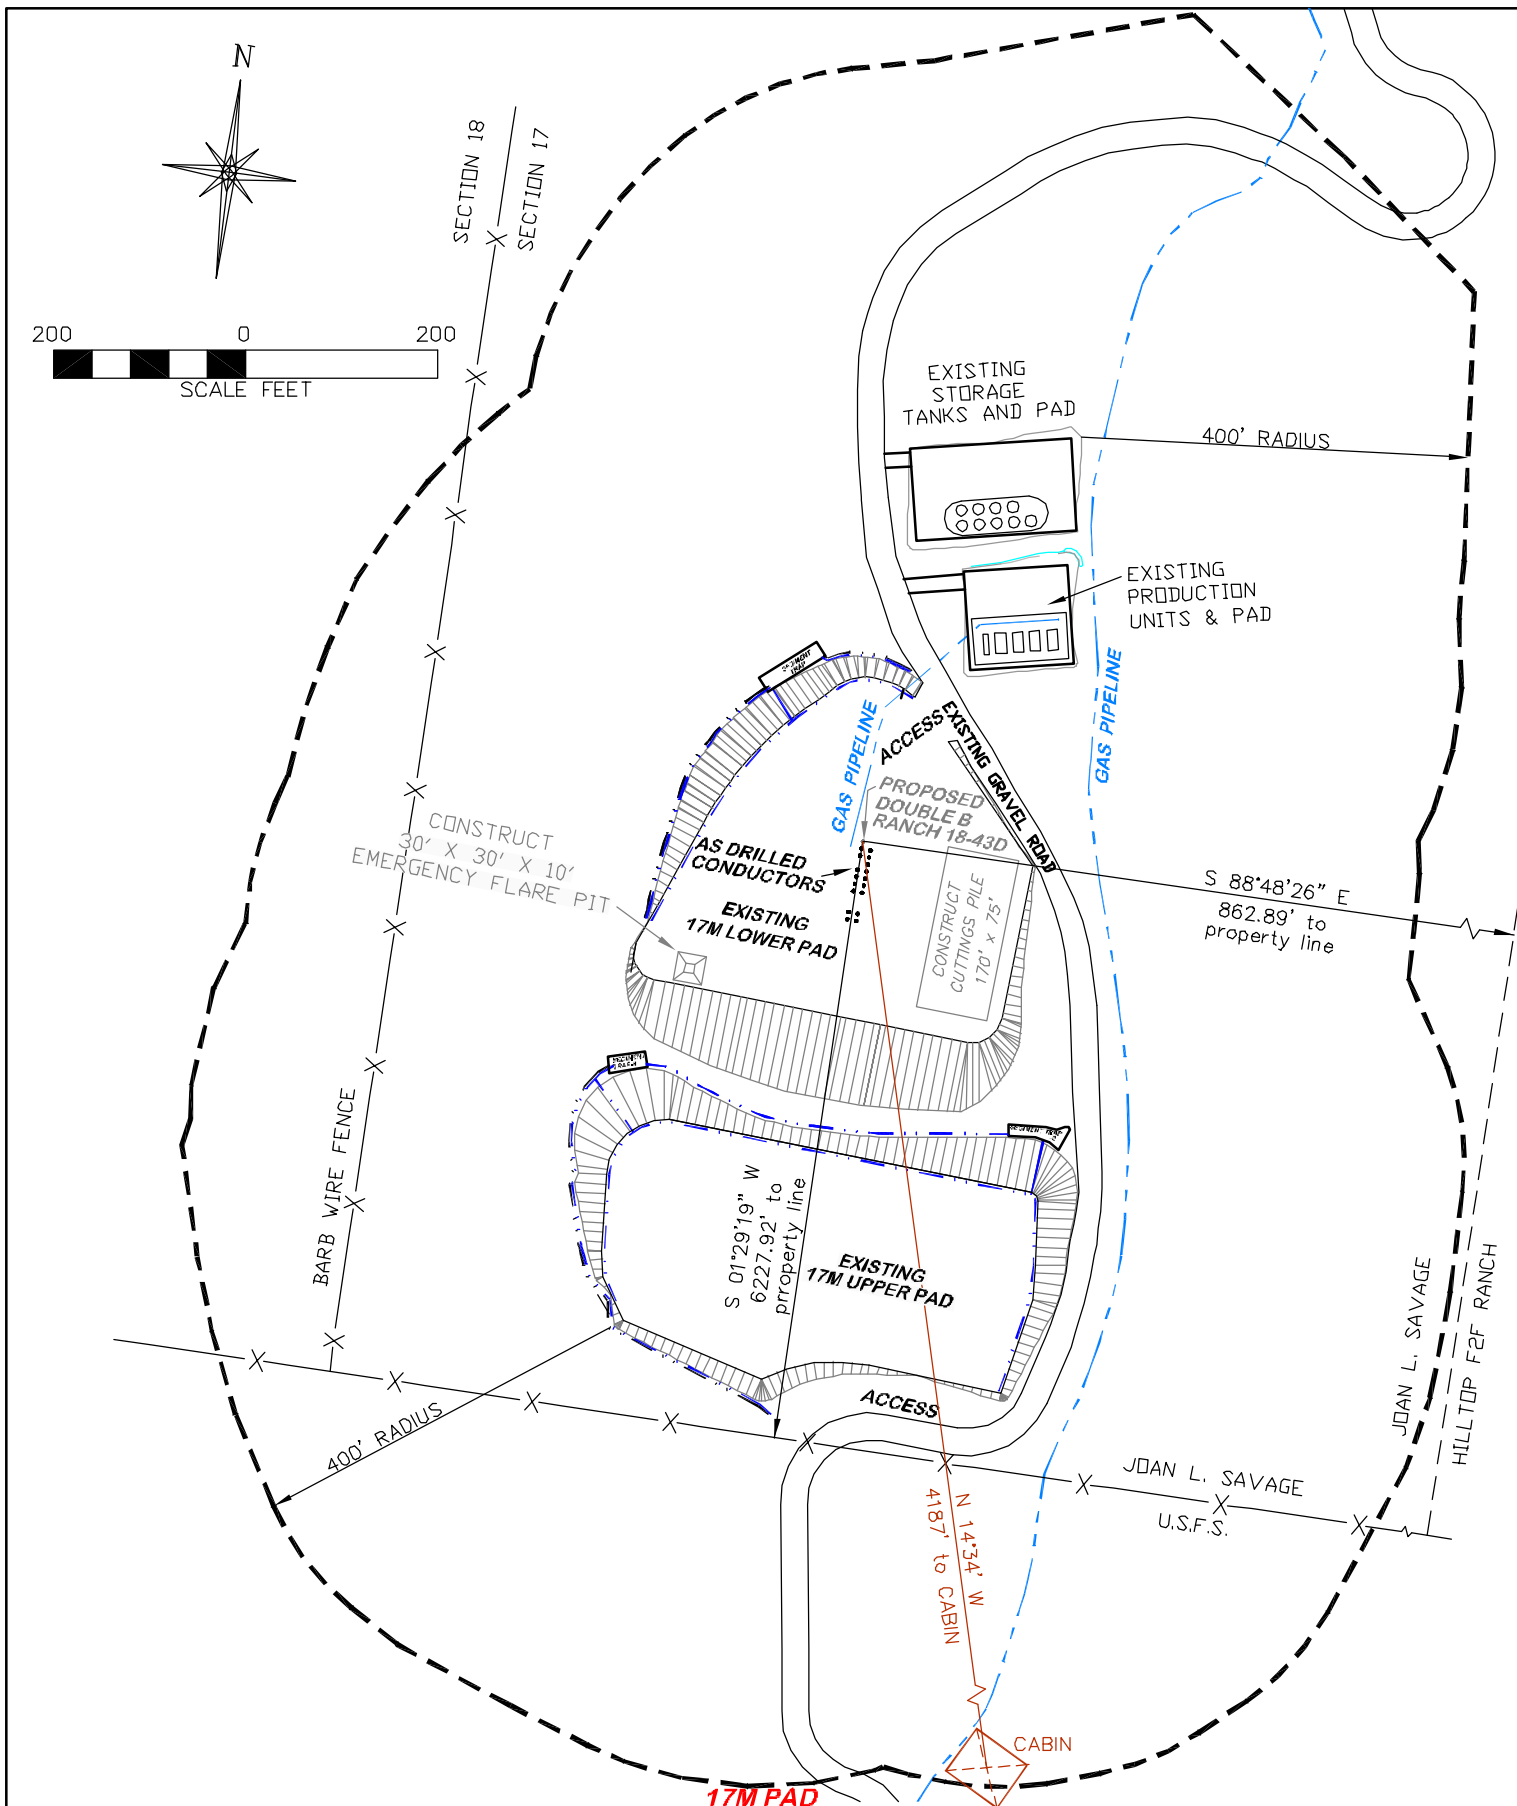 N
SECTION 18
SECTION 17
200 0 200
SCALE FEET
EXISTING
STORAGE
TANKS AND PAD
400' RADIUS
EXISTING
PRODUCTION
UNITS & PAD
SEDIMENT
TRAP
GAS PIPELINE
ACCESS
EXISTING GRAVEL ROAD
GAS PIPELINE
PROPOSED
DOUBLE B
RANCH 18-43D
CONSTRUCT
30' X 30' X 10'
EMERGENCY FLARE PIT
AS DRILLED
CONDUCTORS
EXISTING
17M LOWER PAD
CONSTRUCT
CUTTINGS PILE
170' x 75'
S 88°48'26" E
862.89' to
property line
BARB WIRE FENCE
S 01°29'19" W
6227.92' to
prroperty line
EXISTING
17M UPPER PAD
JOAN L. SAVAGE
HILLTOP F2F RANCH
ACCESS
400' RADIUS
JOAN L. SAVAGE
U.S.F.S.
N 14°34' W
4187' to CABIN
CABIN
17M PAD